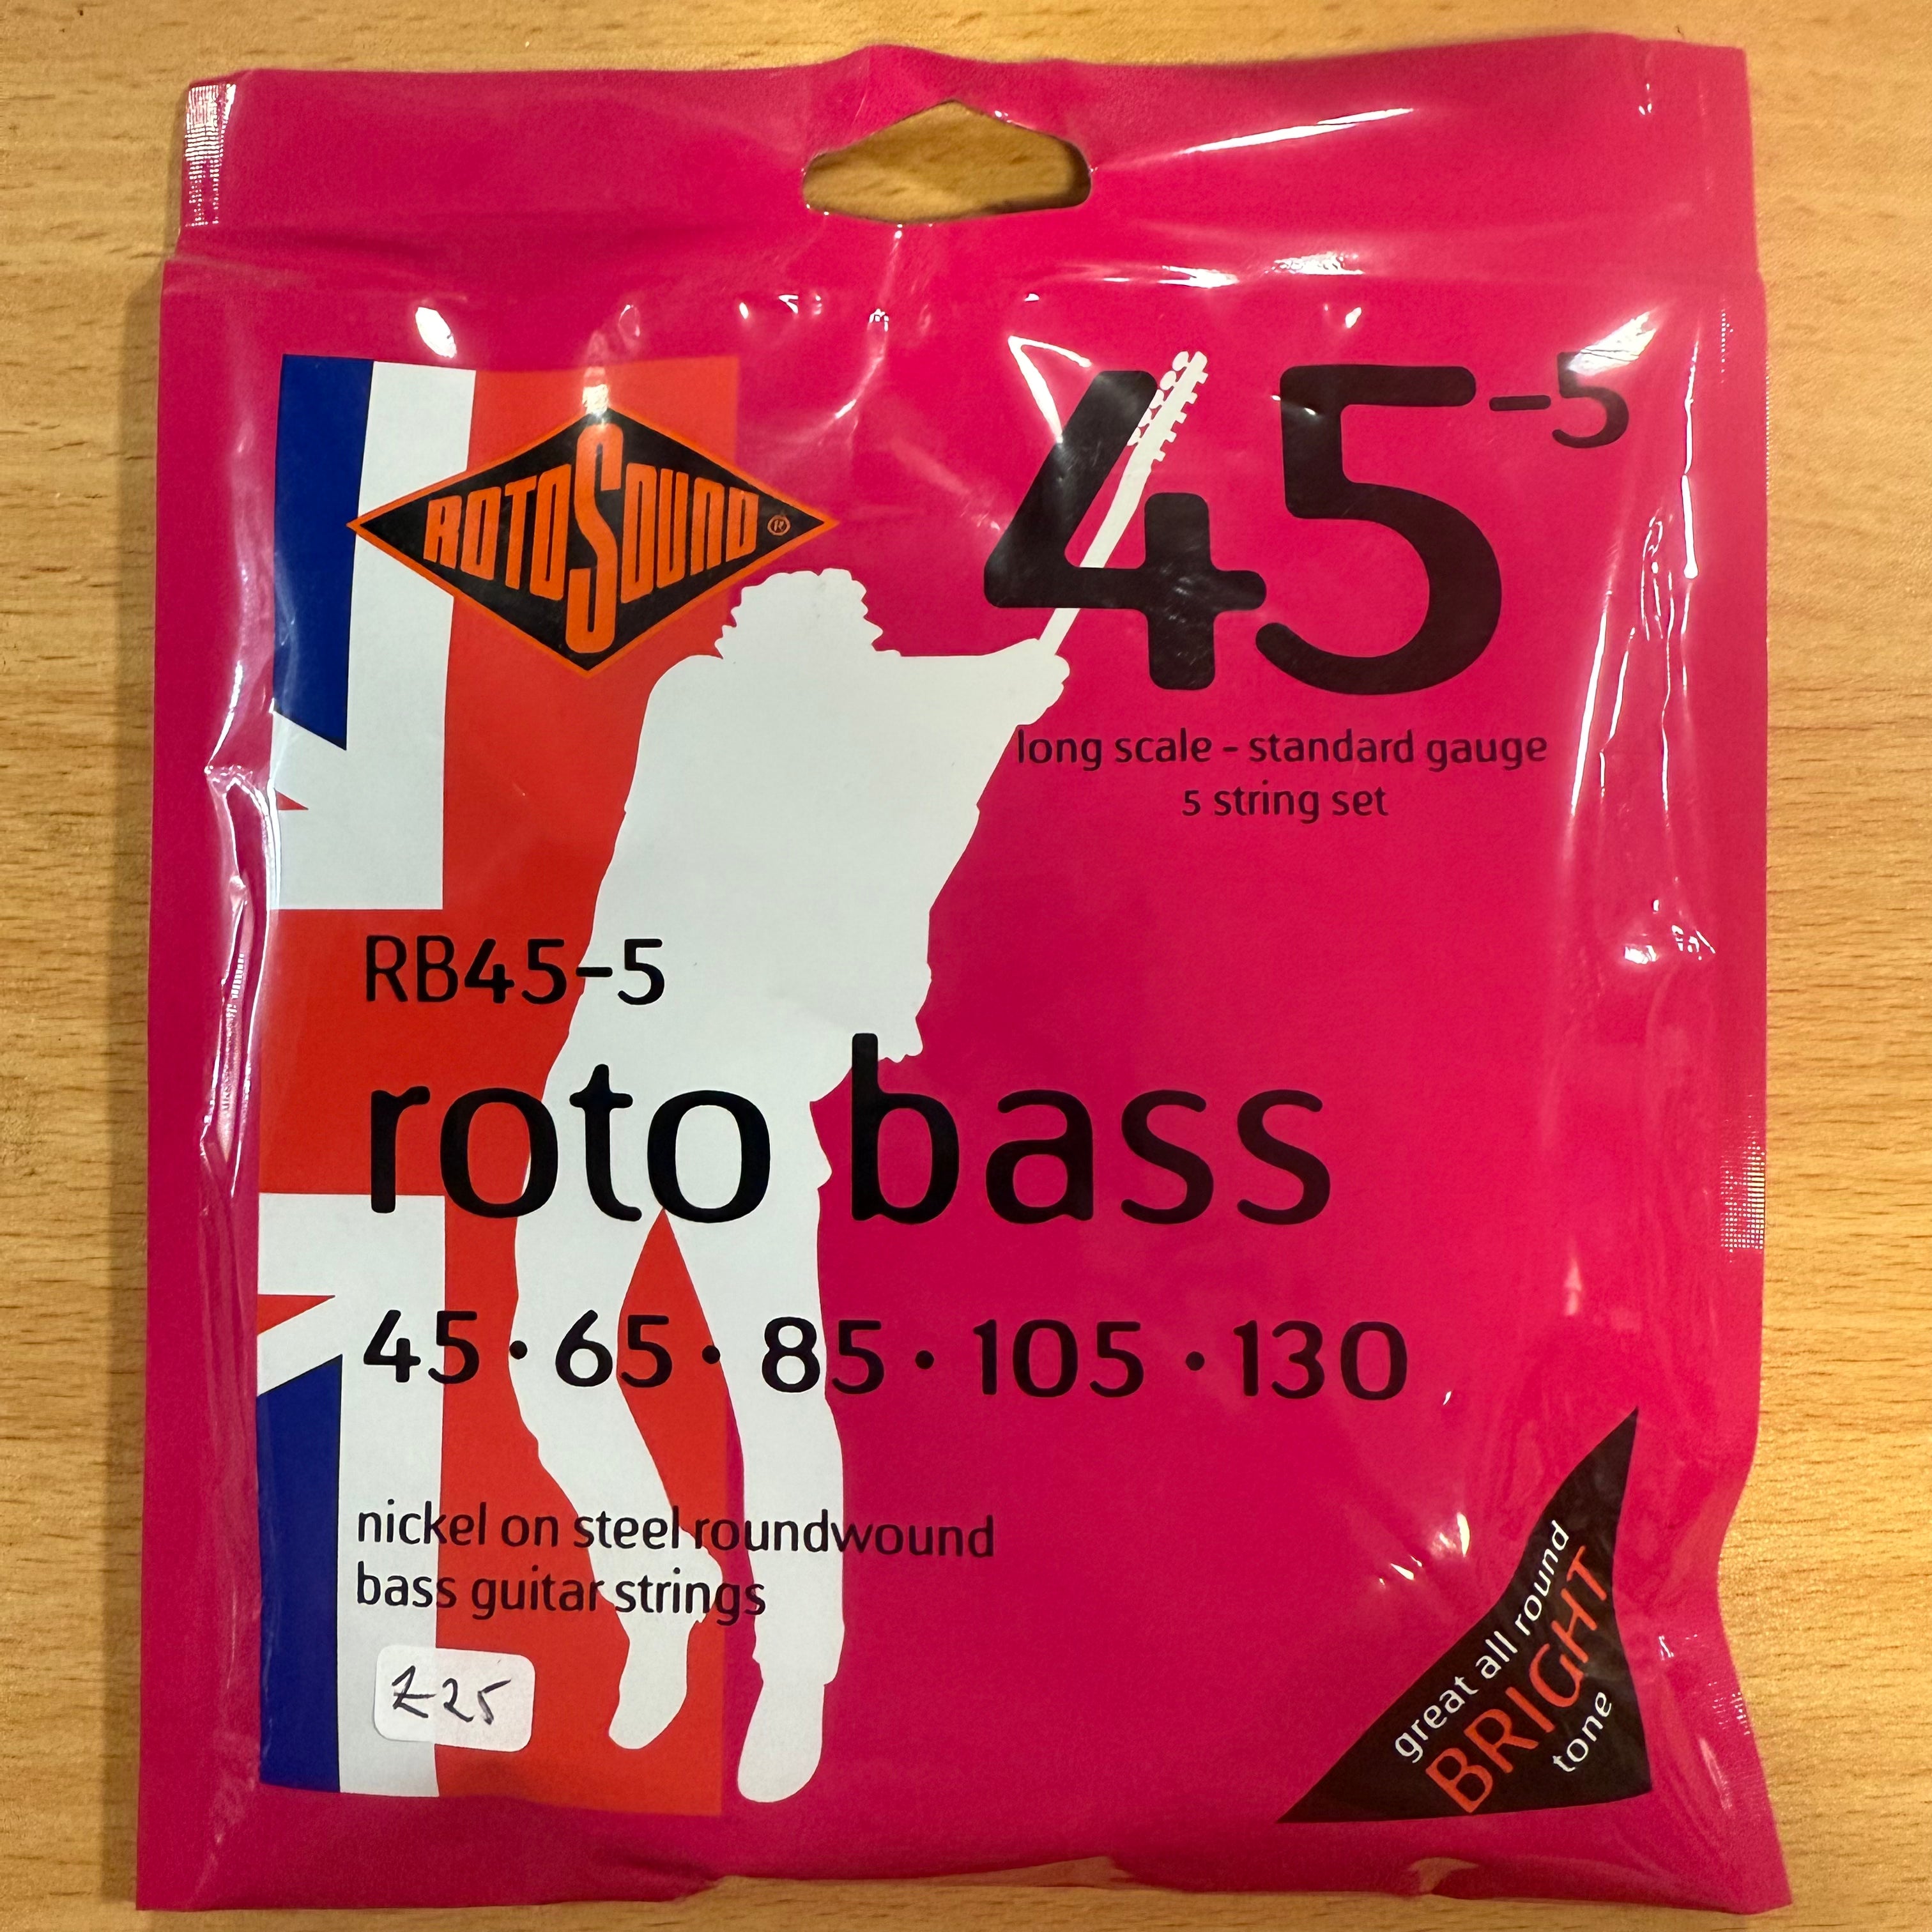 ROTOSOUND®
45-5
long scale – standard gauge
5 string set
RB45-5
roto bass
45 · 65 · 85 · 105 · 130
nickel on steel roundwound
bass guitar strings
£25
great all round
BRIGHT
tone